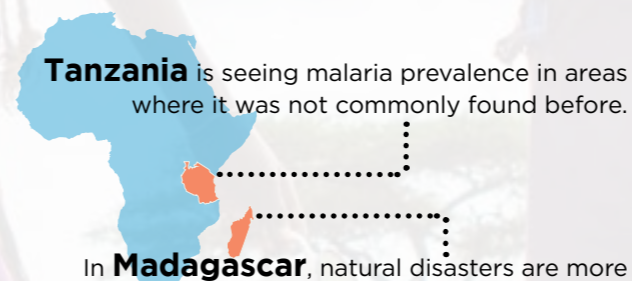 Tanzania is seeing malaria prevalence in areas
where it was not commonly found before.
In Madagascar, natural disasters are more